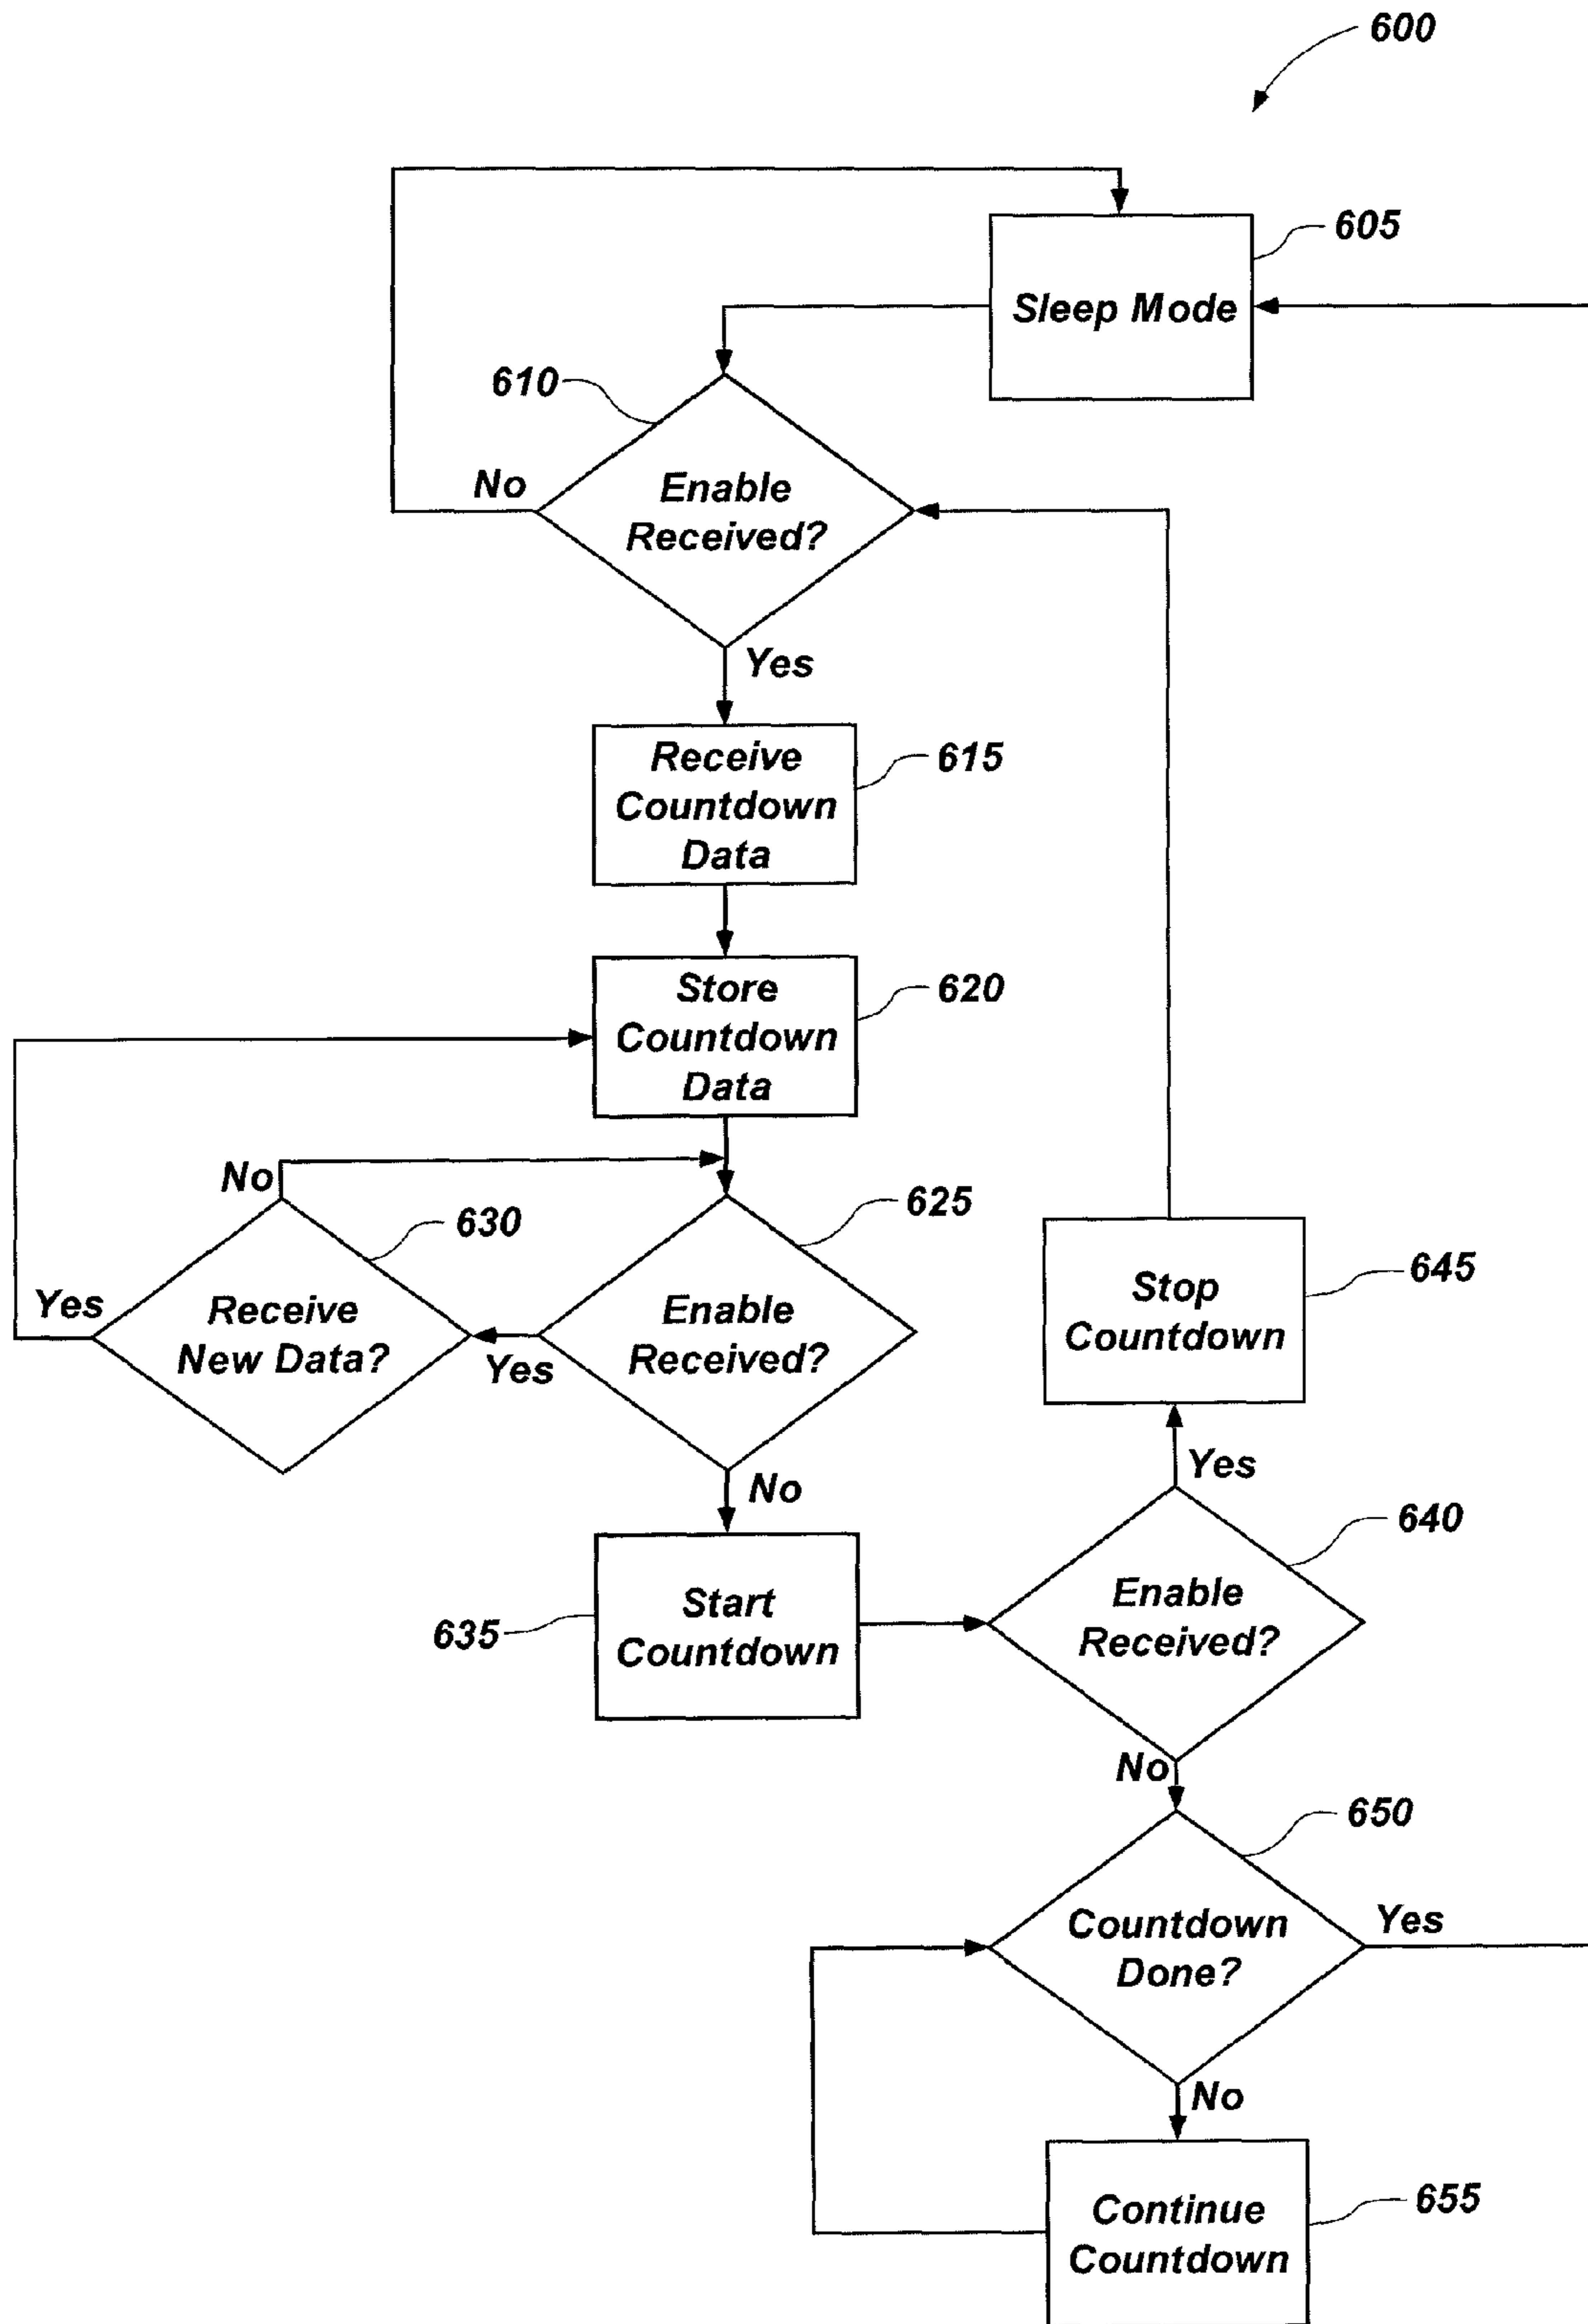 600
605
Sleep Mode
610
No
Enable
Received?
Yes
Receive
Countdown
Data
615
Store
Countdown
Data
620
No
630
625
Yes
Receive
New Data?
Yes
Enable
Received?
Stop
Countdown
645
No
Yes
640
635
Start
Countdown
Enable
Received?
No
650
Countdown
Done?
Yes
No
Continue
Countdown
655